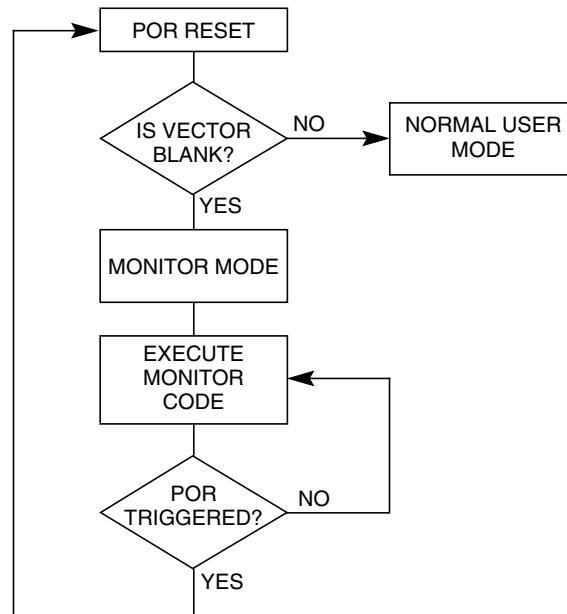 POR RESET
IS VECTOR
BLANK?
NO
NORMAL USER
MODE
YES
MONITOR MODE
EXECUTE
MONITOR
CODE
POR
TRIGGERED?
NO
YES